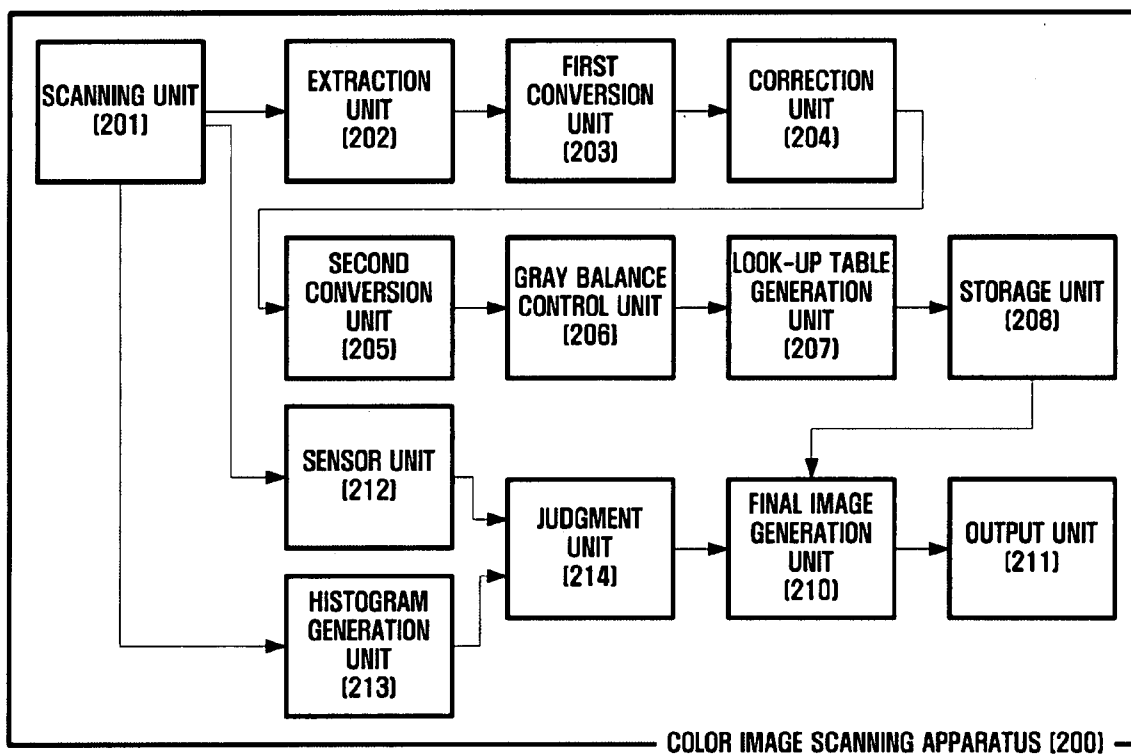 SCANNING UNIT
(201)
EXTRACTION
UNIT
(202)
FIRST
CONVERSION
UNIT
(203)
CORRECTION
UNIT
(204)
SECOND
CONVERSION
UNIT
(205)
GRAY BALANCE
CONTROL UNIT
(206)
LOOK-UP TABLE
GENERATION
UNIT
(207)
STORAGE UNIT
(208)
SENSOR UNIT
(212)
JUDGMENT
UNIT
(214)
FINAL IMAGE
GENERATION
UNIT
(210)
OUTPUT UNIT
(211)
HISTOGRAM
GENERATION
UNIT
(213)
COLOR IMAGE SCANNING APPARATUS (200)